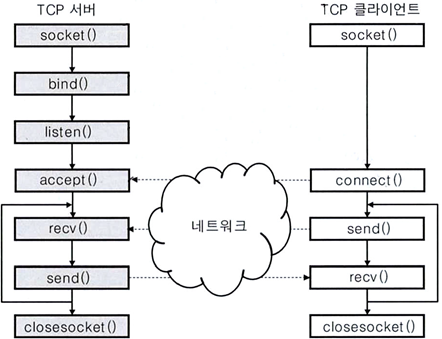 TCP 서버
socket()
bind()
listen()
accept()
recv()
send()
closesocket()
네트워크
TCP 클라이언트
socket()
connect()
send()
recv()
closesocket()